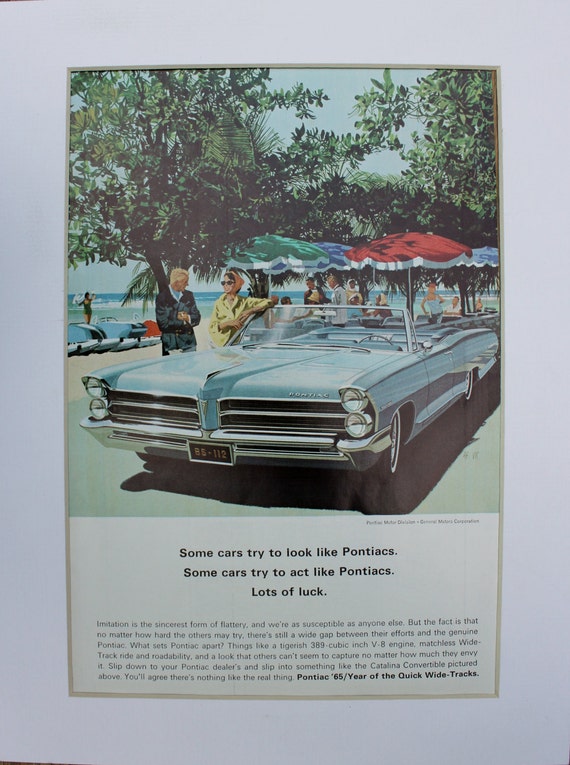 PONTIAC
BS-112
Pontiac Motor Division • General Motors Corporation
Some cars try to look like Pontiacs.
Some cars try to act like Pontiacs.
Lots of luck.
Imitation is the sincerest form of flattery, and we're as susceptible as anyone else. But the fact is that
no matter how hard the others may try, there's still a wide gap between their efforts and the genuine
Pontiac. What sets Pontiac apart? Things like a tigerish 389-cubic inch V-8 engine, matchless Wide-
Track ride and roadability, and a look that others can't seem to capture no matter how much they envy
it. Slip down to your Pontiac dealer's and slip into something like the Catalina Convertible pictured
above. You'll agree there's nothing like the real thing. Pontiac '65/Year of the Quick Wide-Tracks.